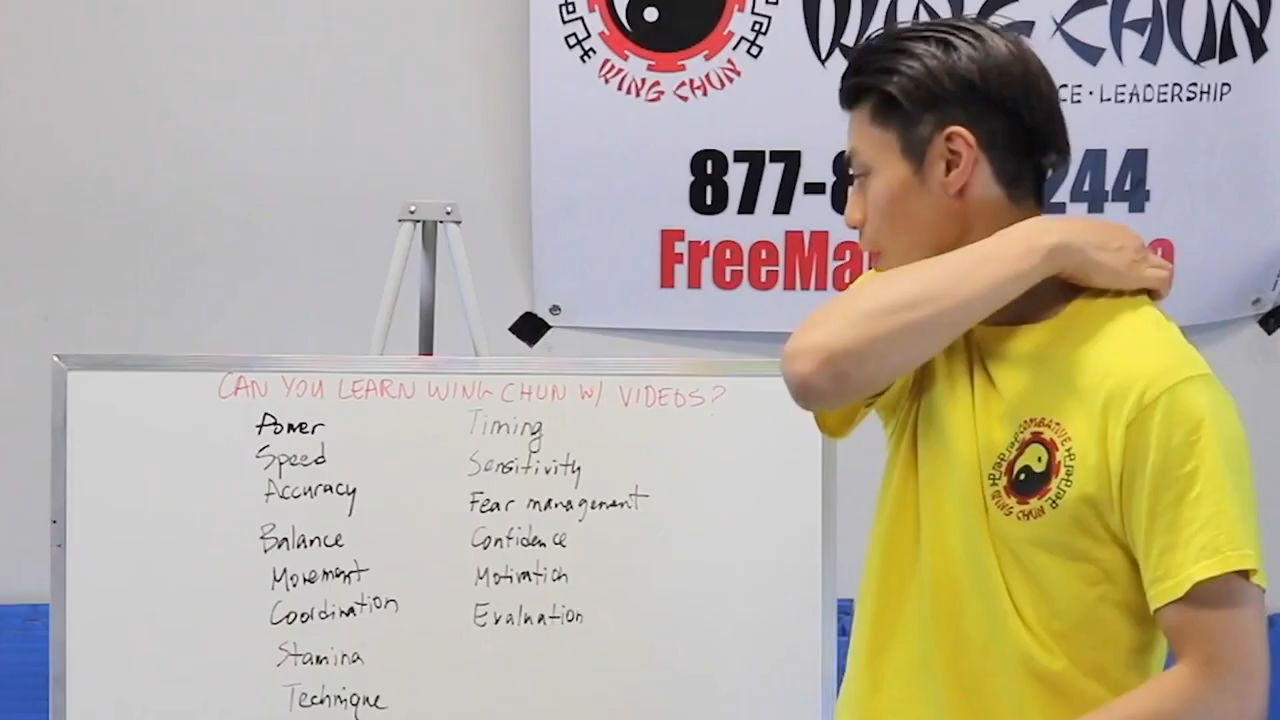 WING CHUN
WING CHUN
CE · LEADERSHIP
877-8 244
FreeMa
CAN YOU LEARN WING CHUN W/ VIDEOS?
Power
Speed
Accuracy
Balance
Movement
Coordination
Stamina
Technique
Timing
Sensitivity
Fear management
Confidence
Motivation
Evaluation
COMBATIVE
WING CHUN